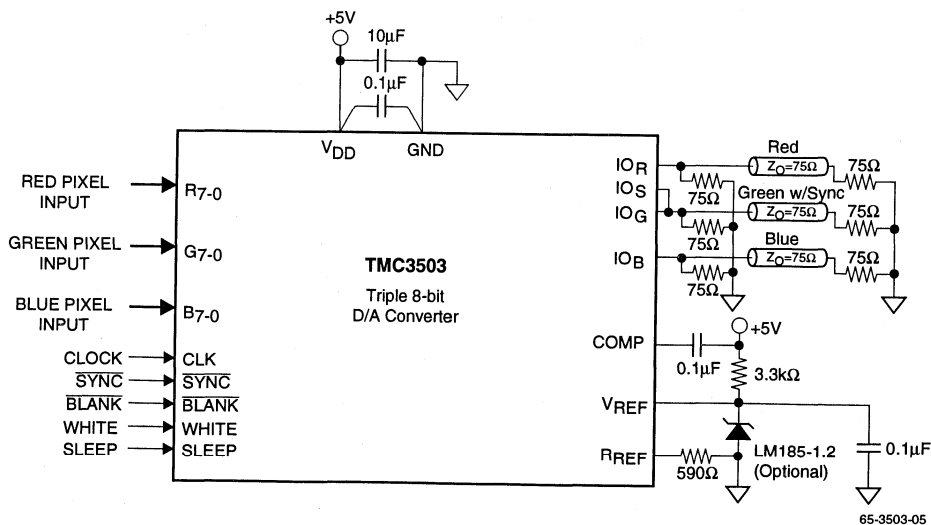 +5V
10µF
0.1µF
VDD
GND
RED PIXEL
INPUT
R7-0
GREEN PIXEL
INPUT
G7-0
BLUE PIXEL
INPUT
B7-0
CLOCK
CLK
SYNC
SYNC
BLANK
BLANK
WHITE
WHITE
SLEEP
SLEEP
TMC3503
Triple 8-bit
D/A Converter
IOR
IOS
IOG
IOB
COMP
VREF
RREF
Red
ZO=75Ω
75Ω
75Ω
Green w/Sync
ZO=75Ω
75Ω
75Ω
Blue
ZO=75Ω
75Ω
75Ω
+5V
0.1µF
3.3kΩ
LM185-1.2
(Optional)
590Ω
0.1µF
65-3503-05